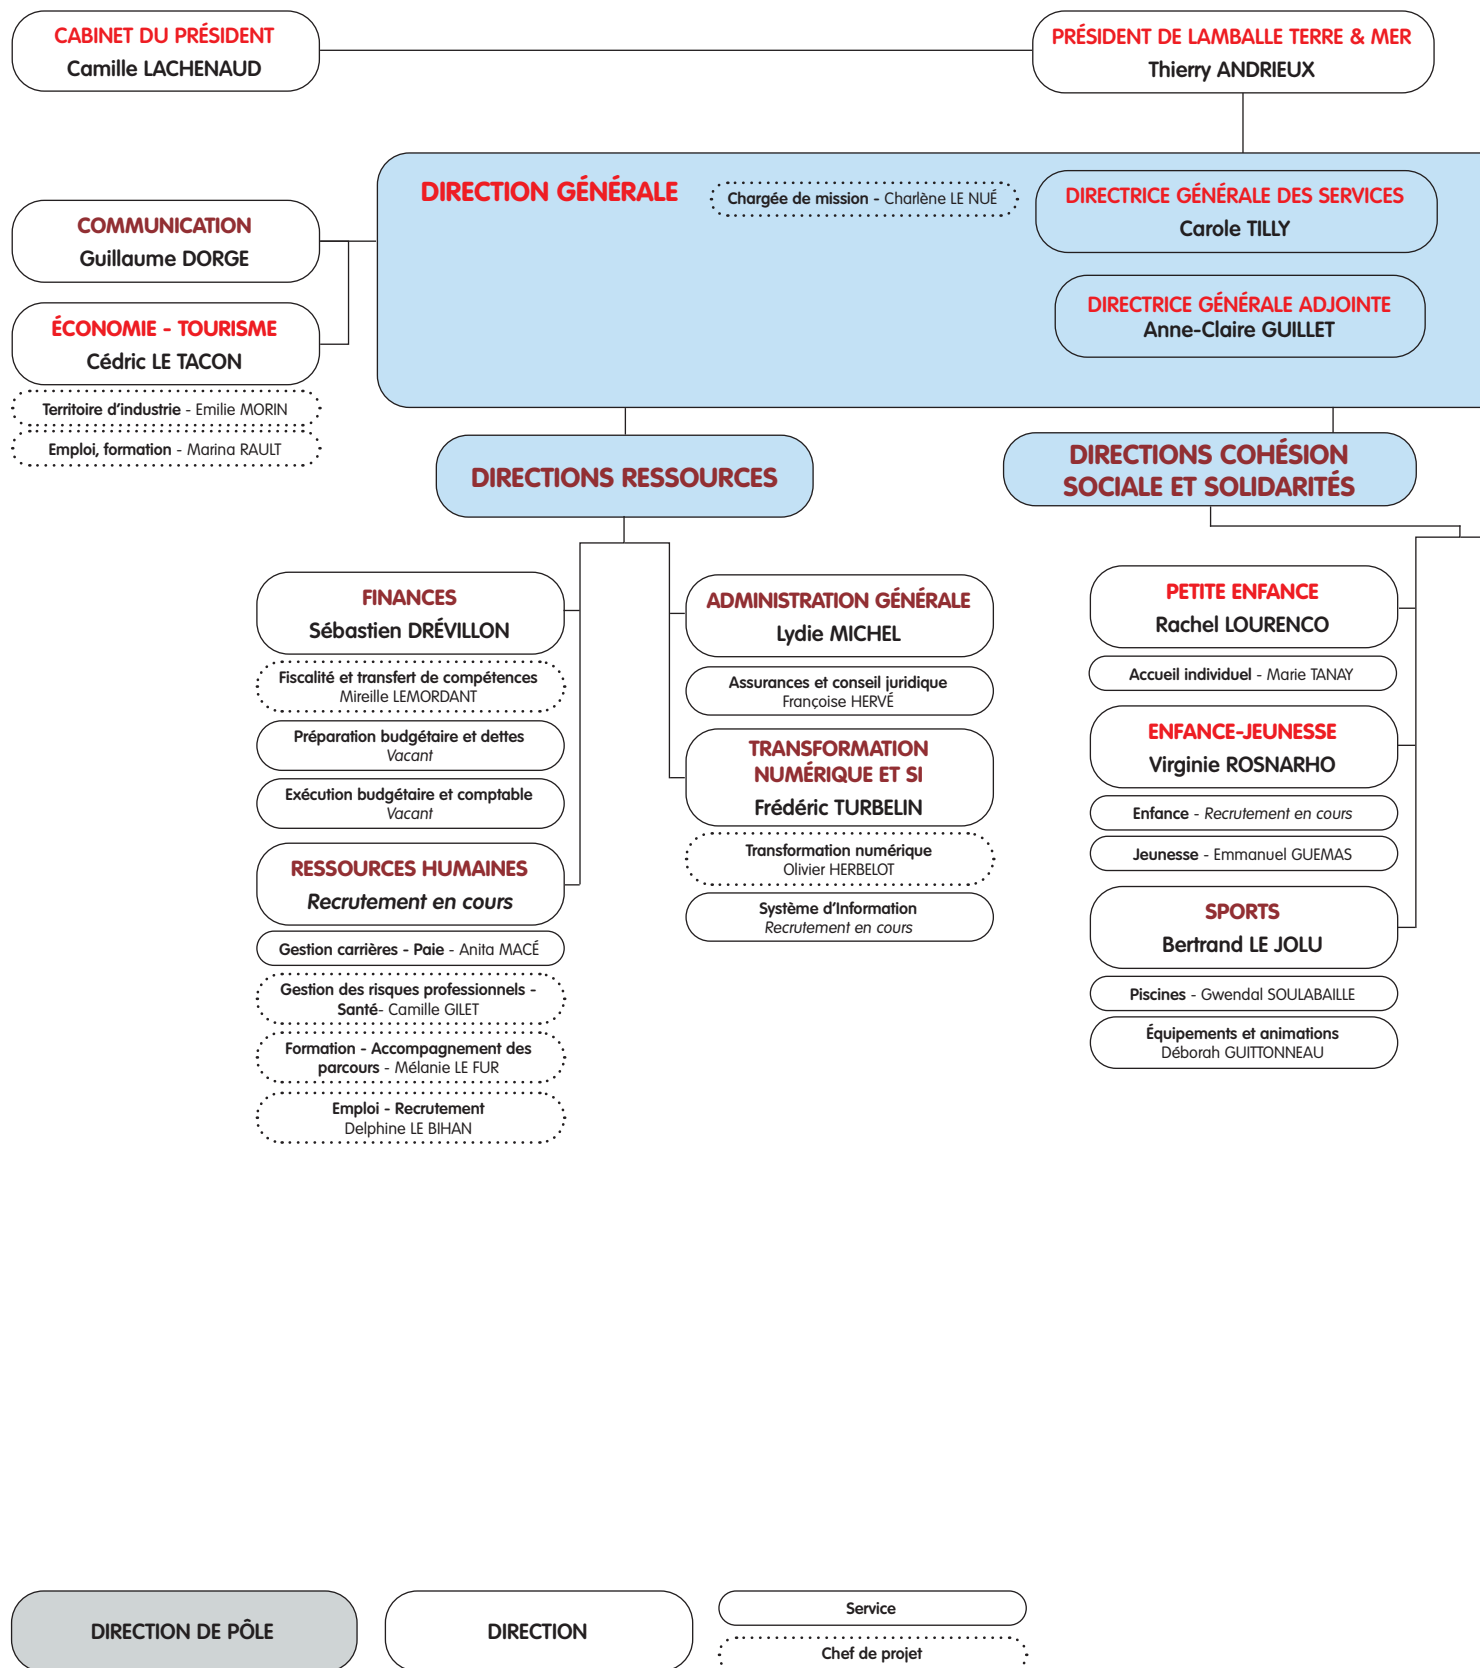 CABINET DU PRÉSIDENT
Camille LACHENAUD
PRÉSIDENT DE LAMBALLE TERRE & MER
Thierry ANDRIEUX
DIRECTION GÉNÉRALE
Chargée de mission - Charlène LE NUÉ
DIRECTRICE GÉNÉRALE DES SERVICES
Carole TILLY
DIRECTRICE GÉNÉRALE ADJOINTE
Anne-Claire GUILLET
COMMUNICATION
Guillaume DORGE
ÉCONOMIE - TOURISME
Cédric LE TACON
Territoire d'industrie - Emilie MORIN
Emploi, formation - Marina RAULT
DIRECTIONS RESSOURCES
FINANCES
Sébastien DRÉVILLON
Fiscalité et transfert de compétences
Mireille LEMORDANT
Préparation budgétaire et dettes
Vacant
Exécution budgétaire et comptable
Vacant
RESSOURCES HUMAINES
Recrutement en cours
Gestion carrières - Paie - Anita MACÉ
Gestion des risques professionnels -
Santé- Camille GILET
Formation - Accompagnement des
parcours - Mélanie LE FUR
Emploi - Recrutement
Delphine LE BIHAN
ADMINISTRATION GÉNÉRALE
Lydie MICHEL
Assurances et conseil juridique
Françoise HERVÉ
TRANSFORMATION
NUMÉRIQUE ET SI
Frédéric TURBELIN
Transformation numérique
Olivier HERBELOT
Système d'Information
Recrutement en cours
DIRECTIONS COHÉSION
SOCIALE ET SOLIDARITÉS
PETITE ENFANCE
Rachel LOURENCO
Accueil individuel - Marie TANAY
ENFANCE-JEUNESSE
Virginie ROSNARHO
Enfance - Recrutement en cours
Jeunesse - Emmanuel GUEMAS
SPORTS
Bertrand LE JOLU
Piscines - Gwendal SOULABAILLE
Équipements et animations
Déborah GUITTONNEAU
DIRECTION DE PÔLE
DIRECTION
Service
Chef de projet